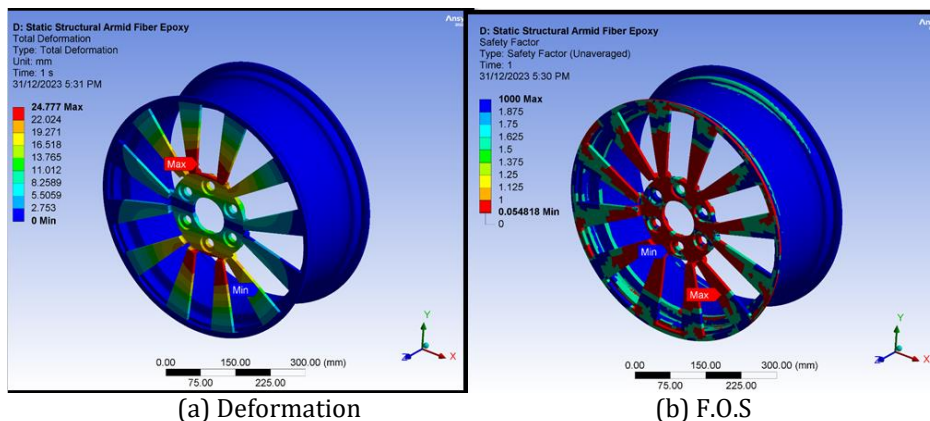 D: Static Structural Armid Fiber Epoxy
Total Deformation
Type: Total Deformation
Unit: mm
Time: 1 s
31/12/2023 5:31 PM
24.777 Max
22.024
19.271
16.518
13.765
11.012
8.2589
5.5059
2.753
0 Min
Max
Min
0.00
150.00
300.00 (mm)
75.00
225.00
Y
Z
X
(a) Deformation
D: Static Structural Armid Fiber Epoxy
Safety Factor
Type: Safety Factor (Unaveraged)
Time: 1
31/12/2023 5:30 PM
1000 Max
1.875
1.75
1.625
1.5
1.375
1.25
1.125
1
0.054818 Min
0
Min
Max
0.00
150.00
300.00 (mm)
75.00
225.00
Y
Z
X
(b) F.O.S